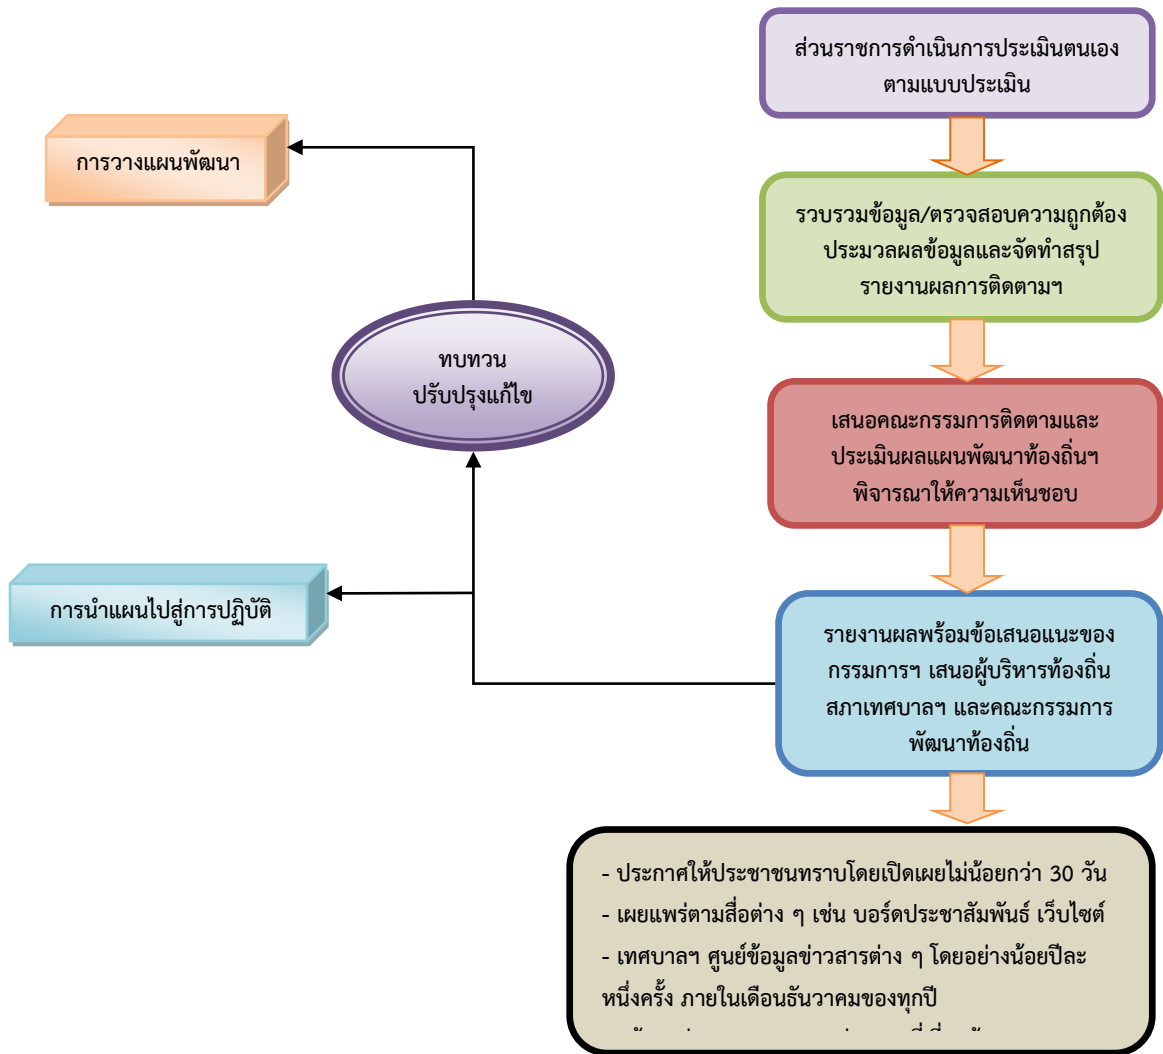 ส่วนราชการดำเนินการประเมินตนเอง
ตามแบบประเมิน
การวางแผนพัฒนา
รวบรวมข้อมูล/ตรวจสอบความถูกต้อง
ประมวลผลข้อมูลและจัดทำสรุป
รายงานผลการติดตามฯ
ทบทวน
ปรับปรุงแก้ไข
เสนอคณะกรรมการติดตามและ
ประเมินผลแผนพัฒนาท้องถิ่นฯ
พิจารณาให้ความเห็นชอบ
การนำแผนไปสู่การปฏิบัติ
รายงานผลพร้อมข้อเสนอแนะของ
กรรมการฯ เสนอผู้บริหารท้องถิ่น
สภาเทศบาลฯ และคณะกรรมการ
พัฒนาท้องถิ่น
- ประกาศให้ประชาชนทราบโดยเปิดเผยไม่น้อยกว่า 30 วัน
- เผยแพร่ตามสื่อต่าง ๆ เช่น บอร์ดประชาสัมพันธ์ เว็บไซต์
- เทศบาลฯ ศูนย์ข้อมูลข่าวสารต่าง ๆ โดยอย่างน้อยปีละ
หนึ่งครั้ง ภายในเดือนธันวาคมของทุกปี